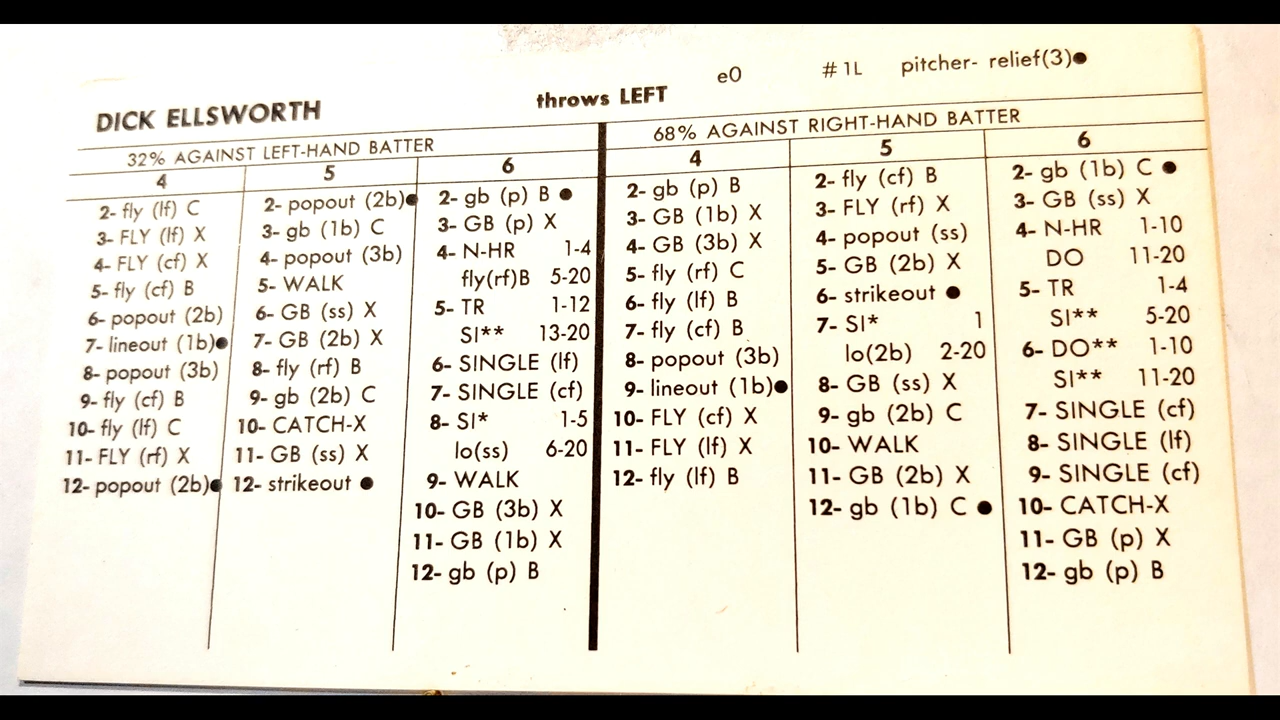 e0 #1L pitcher- relief(3)●
DICK ELLSWORTH throws LEFT
32% AGAINST LEFT-HAND BATTER
4
2- fly (lf) C
3- FLY (lf) X
4- FLY (cf) X
5- fly (cf) B
6- popout (2b)
7- lineout (1b)●
8- popout (3b)
9- fly (cf) B
10- fly (lf) C
11- FLY (rf) X
12- popout (2b)●
5
2- popout (2b)●
3- gb (1b) C
4- popout (3b)
5- WALK
6- GB (ss) X
7- GB (2b) X
8- fly (rf) B
9- gb (2b) C
10- CATCH-X
11- GB (ss) X
12- strikeout ●
6
2- gb (p) B ●
3- GB (p) X
4- N-HR 1-4
fly(rf)B 5-20
5- TR 1-12
SI** 13-20
6- SINGLE (lf)
7- SINGLE (cf)
8- SI* 1-5
lo(ss) 6-20
9- WALK
10- GB (3b) X
11- GB (1b) X
12- gb (p) B
68% AGAINST RIGHT-HAND BATTER
4
2- gb (p) B
3- GB (1b) X
4- GB (3b) X
5- fly (rf) C
6- fly (lf) B
7- fly (cf) B
8- popout (3b)
9- lineout (1b)●
10- FLY (cf) X
11- FLY (lf) X
12- fly (lf) B
5
2- fly (cf) B
3- FLY (rf) X
4- popout (ss)
5- GB (2b) X
6- strikeout ●
7- SI* 1
lo(2b) 2-20
8- GB (ss) X
9- gb (2b) C
10- WALK
11- GB (2b) X
12- gb (1b) C ●
6
2- gb (1b) C ●
3- GB (ss) X
4- N-HR 1-10
DO 11-20
5- TR 1-4
SI** 5-20
6- DO** 1-10
SI** 11-20
7- SINGLE (cf)
8- SINGLE (lf)
9- SINGLE (cf)
10- CATCH-X
11- GB (p) X
12- gb (p) B